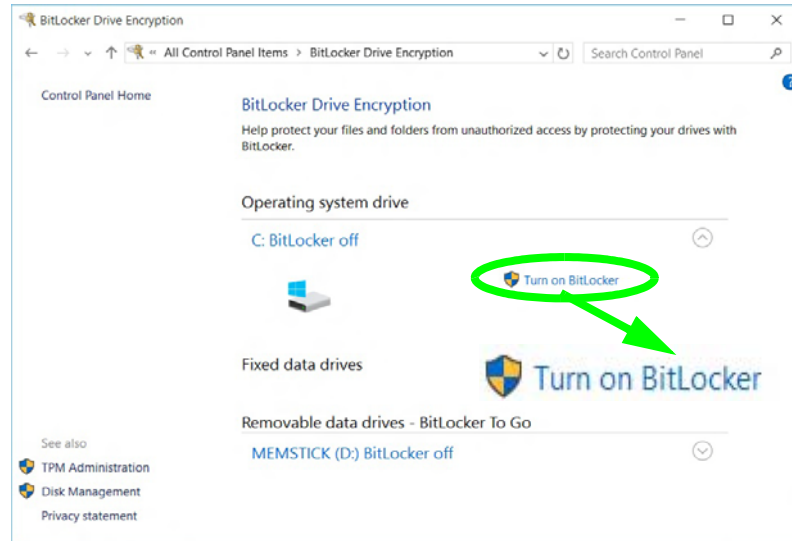 BitLocker Drive Encryption
« All Control Panel Items > BitLocker Drive Encryption
Search Control Panel
Control Panel Home
BitLocker Drive Encryption
Help protect your files and folders from unauthorized access by protecting your drives with
BitLocker.
Operating system drive
C: BitLocker off
Turn on BitLocker
Fixed data drives
Turn on BitLocker
Removable data drives - BitLocker To Go
MEMSTICK (D:) BitLocker off
See also
TPM Administration
Disk Management
Privacy statement